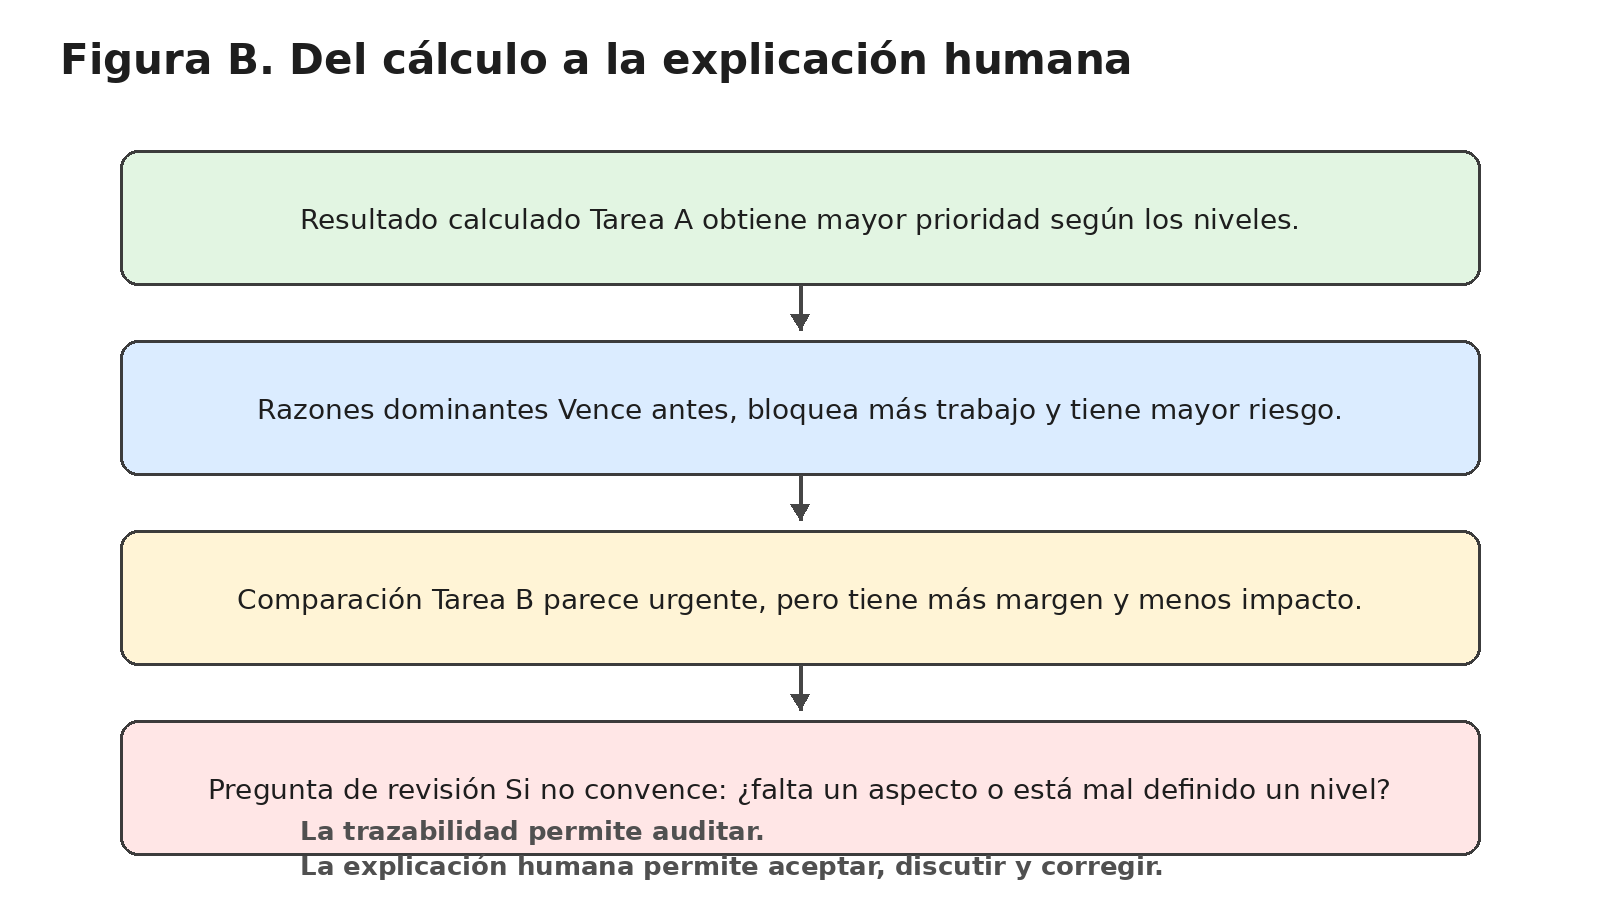 Figura B. Del cálculo a la explicación humana
Resultado calculado Tarea A obtiene mayor prioridad según los niveles.
Razones dominantes Vence antes, bloquea más trabajo y tiene mayor riesgo.
Comparación Tarea B parece urgente, pero tiene más margen y menos impacto.
Pregunta de revisión Si no convence: ¿falta un aspecto o está mal definido un nivel?
La trazabilidad permite auditar.
La explicación humana permite aceptar, discutir y corregir.